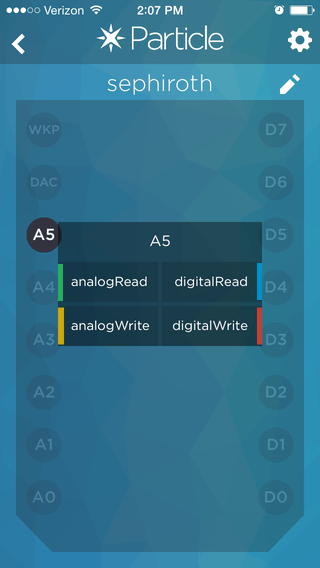 Verizon 2:07 PM
Particle
sephiroth
WKP D7
DAC D6
A5 D5
A5
A4 analogRead digitalRead D4
A3 analogWrite digitalWrite D3
A2 D2
A1 D1
A0 D0